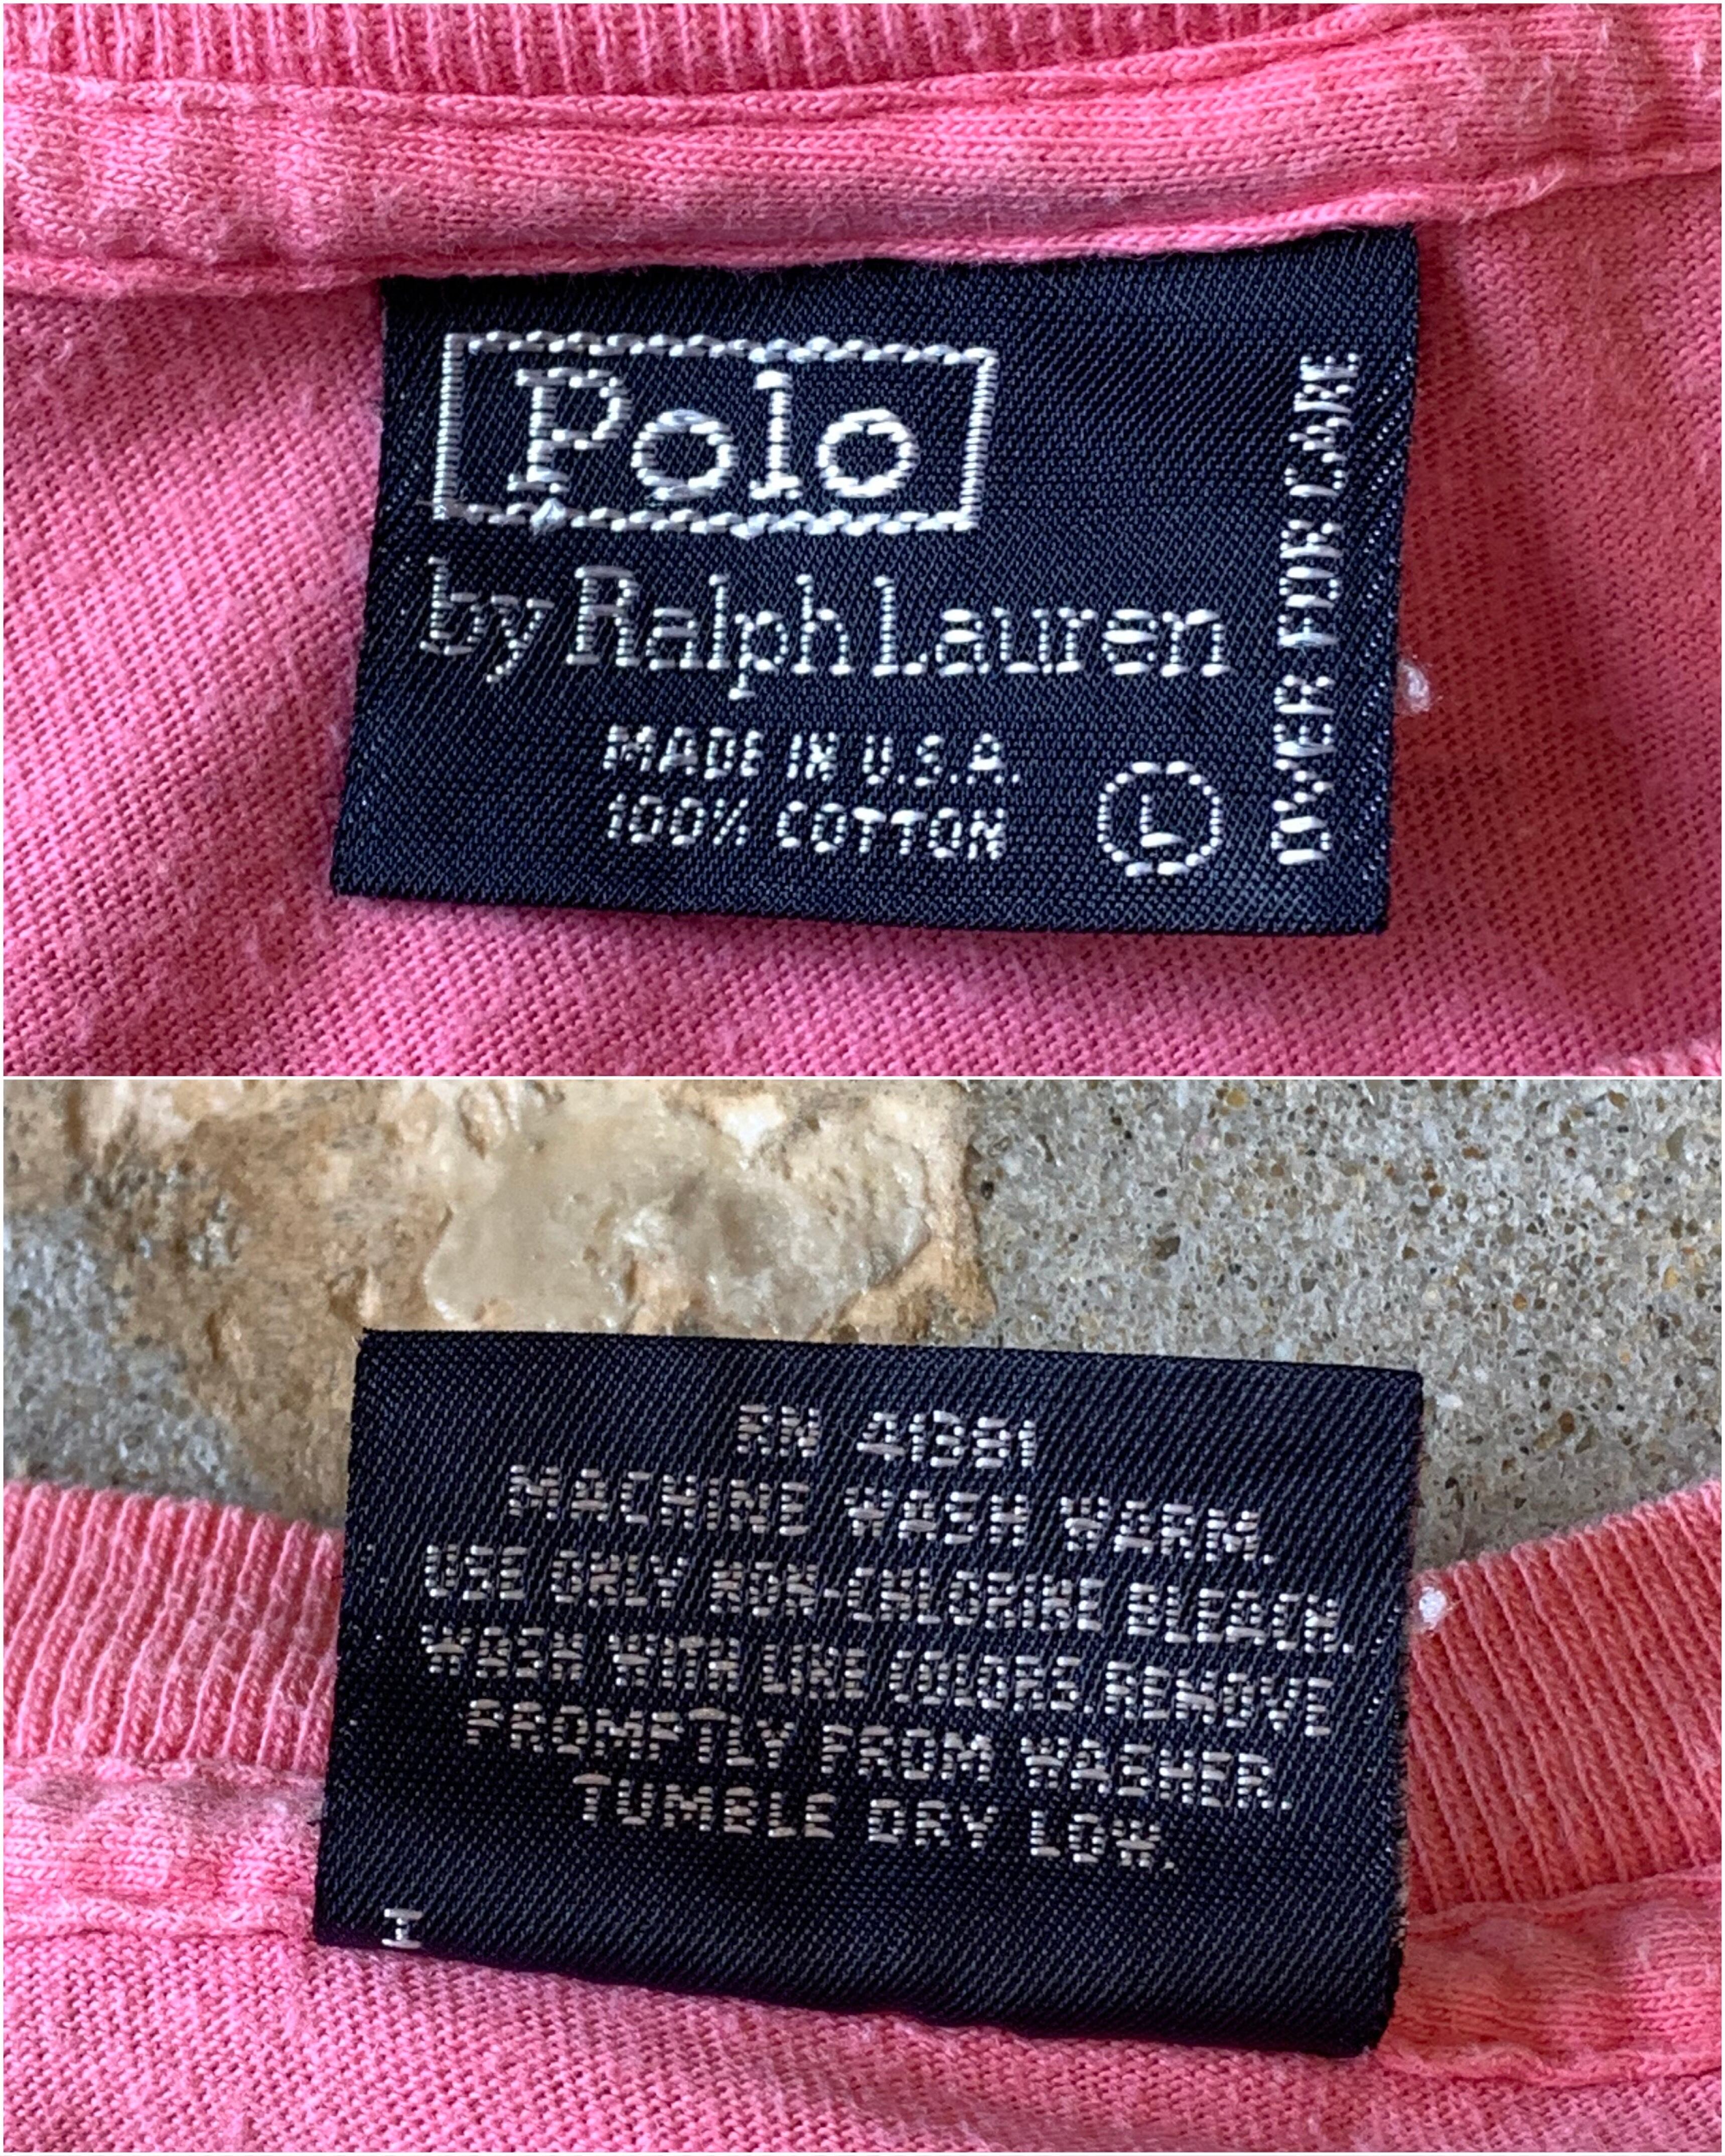 Polo
by Ralph Lauren
MADE IN U.S.A.
100% COTTON
L
OVER FOR CARE
RN 41381
MACHINE WASH WARM.
USE ONLY NON-CHLORINE BLEACH.
WASH WITH LIKE COLORS. REMOVE
PROMPTLY FROM WASHER.
TUMBLE DRY LOW.
I